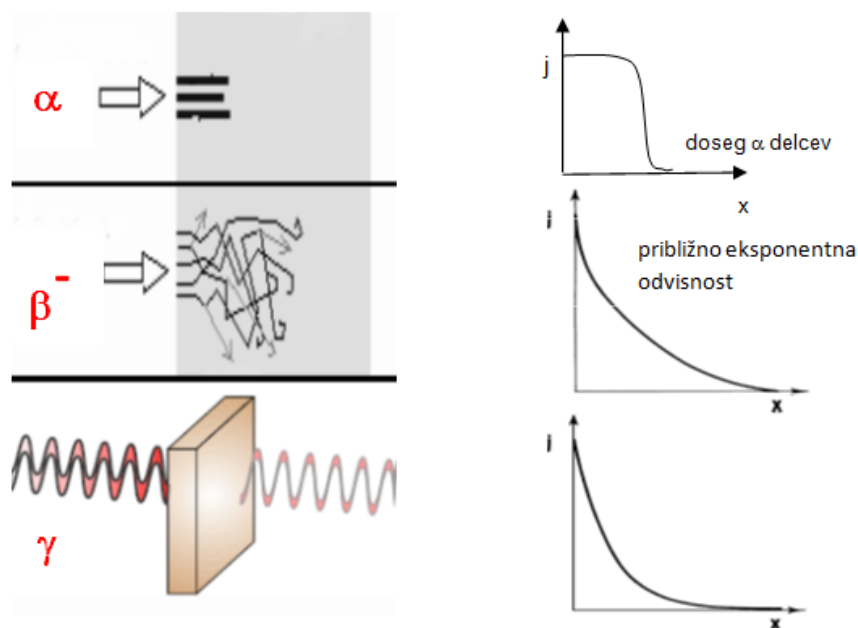 α
j
doseg α delcev
x
β⁻
j
približno eksponentna
odvisnost
x
γ
j
x